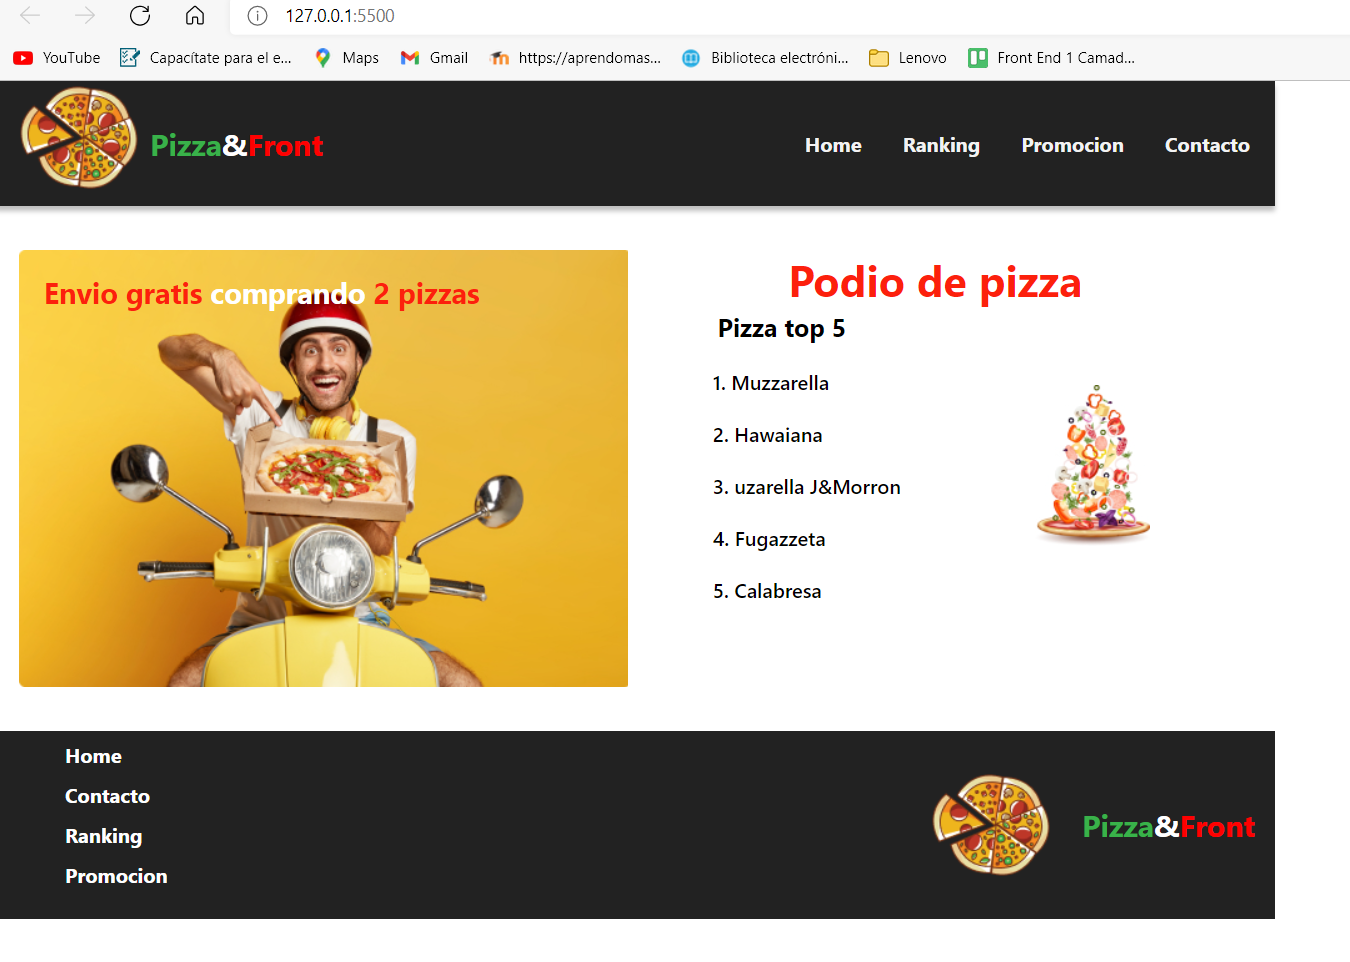 127.0.0.1:5500
YouTube Capacítate para el e... Maps Gmail https://aprendomas... Biblioteca electróni... Lenovo Front End 1 Camad...
Pizza&Front
Home Ranking Promocion Contacto
Envio gratis comprando 2 pizzas
Podio de pizza
Pizza top 5
1. Muzzarella
2. Hawaiana
3. uzarella J&Morron
4. Fugazzeta
5. Calabresa
Home
Contacto
Ranking
Promocion
Pizza&Front